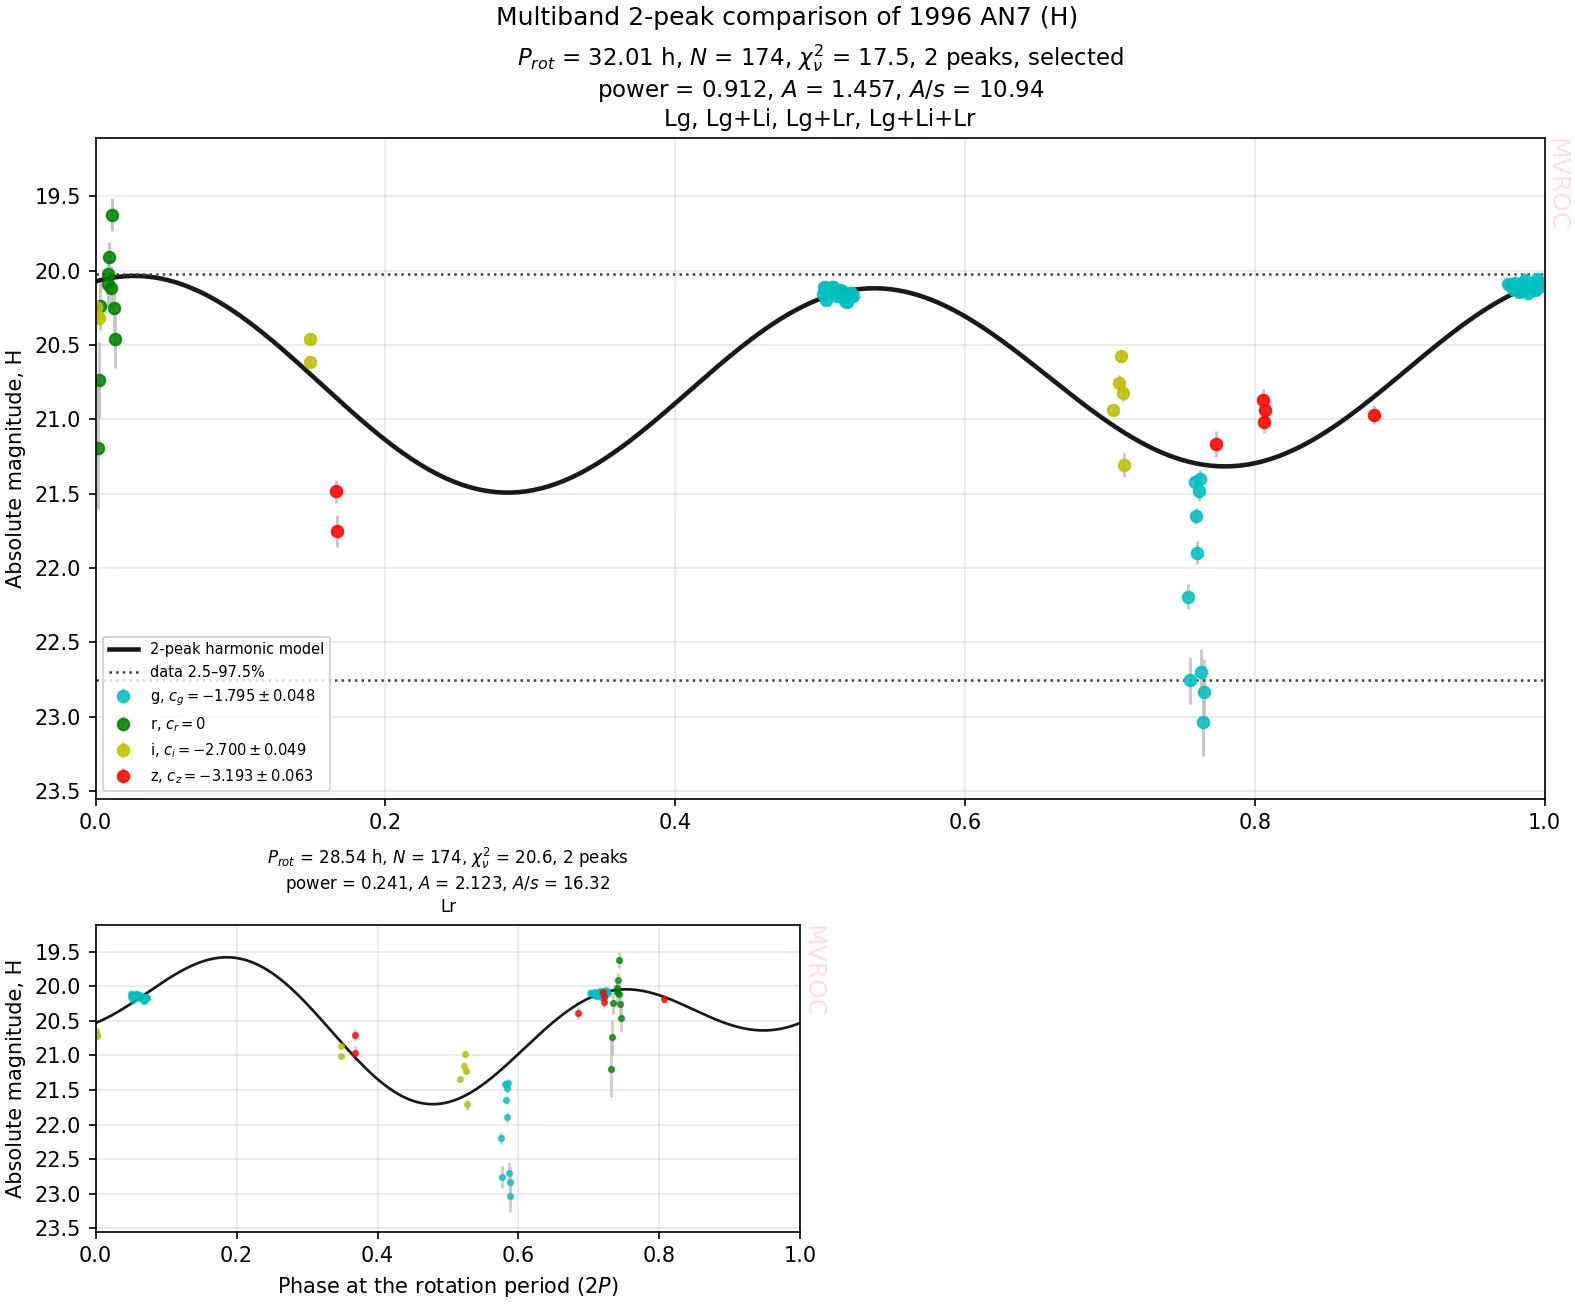 Multiband 2-peak comparison of 1996 AN7 (H)
P_rot = 32.01 h, N = 174, χ²_ν = 17.5, 2 peaks, selected
power = 0.912, A = 1.457, A/s = 10.94
Lg, Lg+Li, Lg+Lr, Lg+Li+Lr
MVROC
Absolute magnitude, H
19.5
20.0
20.5
21.0
21.5
22.0
22.5
23.0
23.5
2-peak harmonic model
data 2.5–97.5%
g, c_g = −1.795 ± 0.048
r, c_r = 0
i, c_i = −2.700 ± 0.049
z, c_z = −3.193 ± 0.063
0.0 0.2 0.4 0.6 0.8 1.0
P_rot = 28.54 h, N = 174, χ²_ν = 20.6, 2 peaks
power = 0.241, A = 2.123, A/s = 16.32
Lr
MVROC
Absolute magnitude, H
19.5
20.0
20.5
21.0
21.5
22.0
22.5
23.0
23.5
0.0 0.2 0.4 0.6 0.8 1.0
Phase at the rotation period (2P)